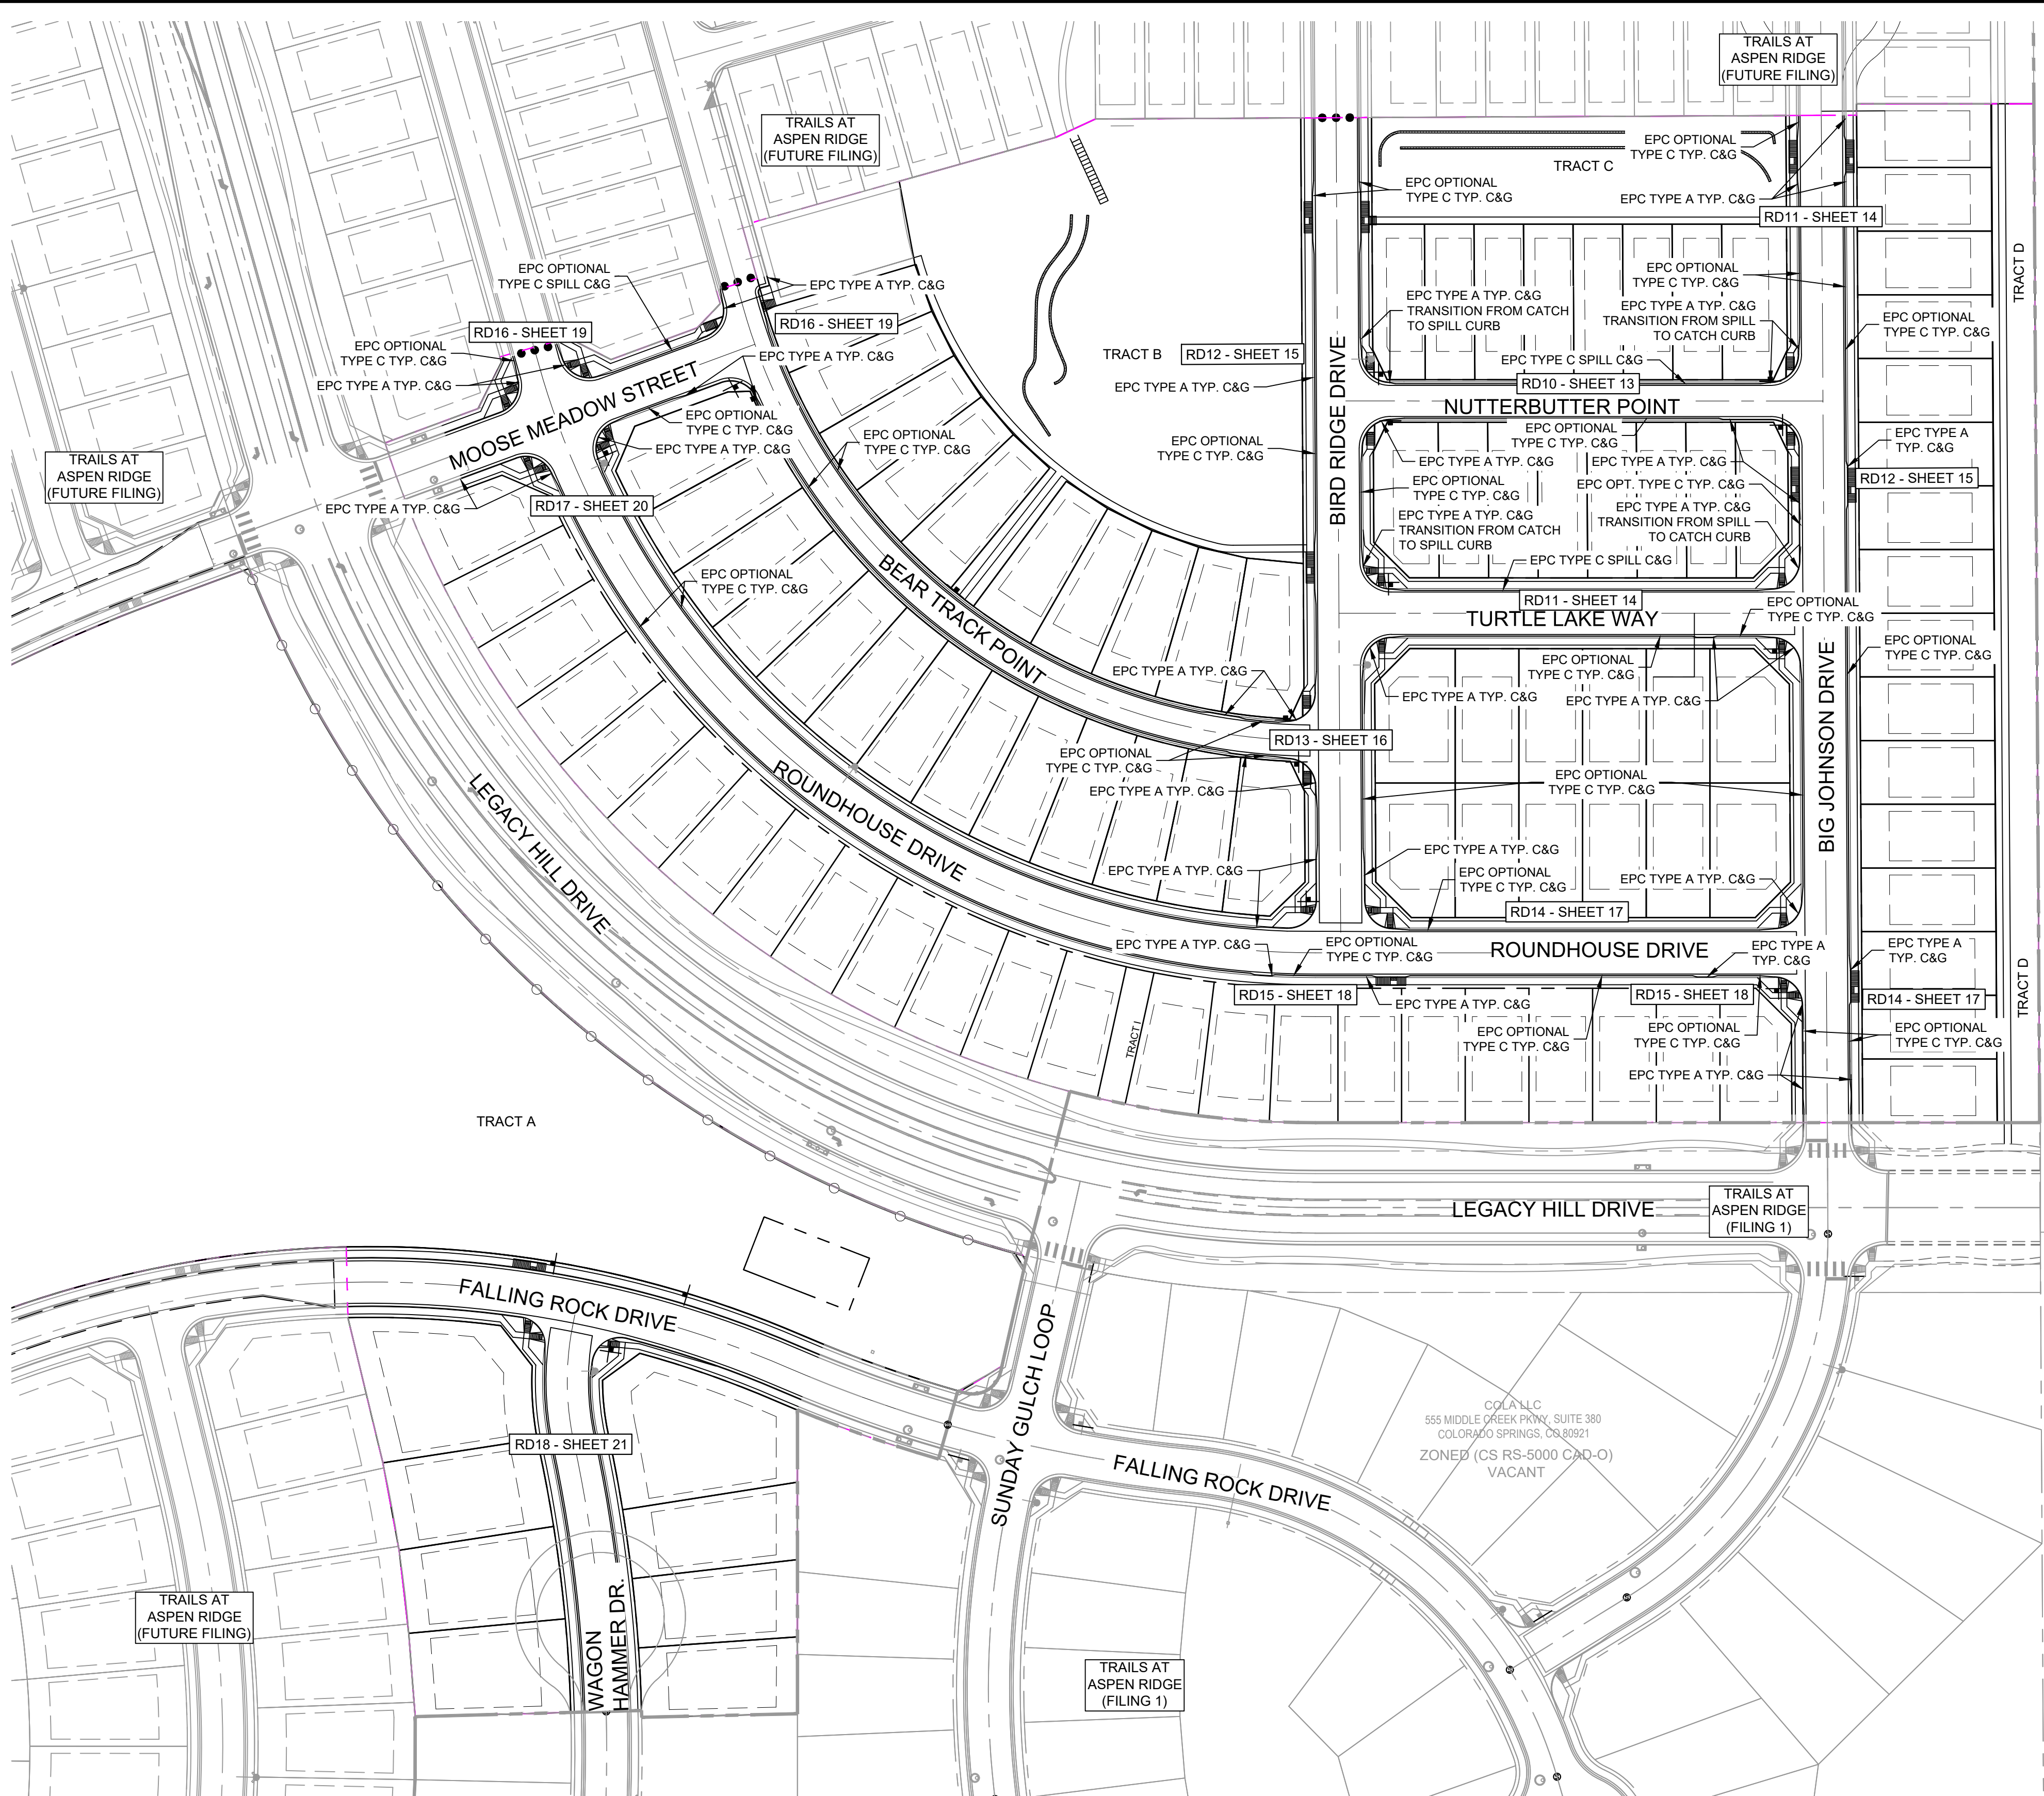 TRAILS AT
ASPEN RIDGE
(FUTURE FILING)
TRAILS AT
ASPEN RIDGE
(FUTURE FILING)
EPC OPTIONAL
TYPE C TYP. C&G
TRACT C
EPC OPTIONAL
TYPE C TYP. C&G
EPC TYPE A TYP. C&G
RD11 - SHEET 14
TRACT D
EPC OPTIONAL
TYPE C SPILL C&G
EPC TYPE A TYP. C&G
EPC OPTIONAL
TYPE C TYP. C&G
EPC TYPE A TYP. C&G
TRANSITION FROM CATCH
TO SPILL CURB
EPC TYPE A TYP. C&G
TRANSITION FROM SPILL
TO CATCH CURB
EPC OPTIONAL
TYPE C TYP. C&G
RD16 - SHEET 19
RD16 - SHEET 19
EPC OPTIONAL
TYPE C TYP. C&G
EPC TYPE A TYP. C&G
EPC TYPE A TYP. C&G
TRACT B
RD12 - SHEET 15
EPC TYPE A TYP. C&G
BIRD RIDGE DRIVE
EPC TYPE C SPILL C&G
RD10 - SHEET 13
NUTTERBUTTER POINT
MOOSE MEADOW STREET
EPC OPTIONAL
TYPE C TYP. C&G
EPC TYPE A TYP. C&G
EPC OPTIONAL
TYPE C TYP. C&G
EPC OPTIONAL
TYPE C TYP. C&G
EPC OPTIONAL
TYPE C TYP. C&G
EPC TYPE A
TYP. C&G
TRAILS AT
ASPEN RIDGE
(FUTURE FILING)
EPC TYPE A TYP. C&G
EPC TYPE A TYP. C&G
EPC OPTIONAL
TYPE C TYP. C&G
EPC OPT. TYPE C TYP. C&G
RD12 - SHEET 15
EPC TYPE A TYP. C&G
RD17 - SHEET 20
EPC TYPE A TYP. C&G
TRANSITION FROM CATCH
TO SPILL CURB
EPC TYPE A TYP. C&G
TRANSITION FROM SPILL
TO CATCH CURB
EPC TYPE C SPILL C&G
EPC OPTIONAL
TYPE C TYP. C&G
BEAR TRACK POINT
RD11 - SHEET 14
TURTLE LAKE WAY
EPC OPTIONAL
TYPE C TYP. C&G
EPC OPTIONAL
TYPE C TYP. C&G
EPC TYPE A TYP. C&G
EPC OPTIONAL
TYPE C TYP. C&G
EPC TYPE A TYP. C&G
EPC TYPE A TYP. C&G
BIG JOHNSON DRIVE
RD13 - SHEET 16
EPC OPTIONAL
TYPE C TYP. C&G
EPC TYPE A TYP. C&G
EPC OPTIONAL
TYPE C TYP. C&G
LEGACY HILL DRIVE
ROUNDHOUSE DRIVE
EPC TYPE A TYP. C&G
EPC TYPE A TYP. C&G
EPC OPTIONAL
TYPE C TYP. C&G
EPC TYPE A TYP. C&G
RD14 - SHEET 17
EPC TYPE A TYP. C&G
EPC OPTIONAL
TYPE C TYP. C&G
ROUNDHOUSE DRIVE
EPC TYPE A
TYP. C&G
EPC TYPE A
TYP. C&G
RD15 - SHEET 18
EPC TYPE A TYP. C&G
RD15 - SHEET 18
RD14 - SHEET 17
TRACT D
TRACT I
EPC OPTIONAL
TYPE C TYP. C&G
EPC OPTIONAL
TYPE C TYP. C&G
EPC OPTIONAL
TYPE C TYP. C&G
EPC TYPE A TYP. C&G
TRACT A
LEGACY HILL DRIVE
TRAILS AT
ASPEN RIDGE
(FILING 1)
FALLING ROCK DRIVE
SUNDAY GULCH LOOP
COLA LLC
555 MIDDLE CREEK PKWY, SUITE 380
COLORADO SPRINGS, CO 80921
ZONED (CS RS-5000 CAD-O)
VACANT
RD18 - SHEET 21
FALLING ROCK DRIVE
TRAILS AT
ASPEN RIDGE
(FUTURE FILING)
WAGON
HAMMER DR.
TRAILS AT
ASPEN RIDGE
(FILING 1)